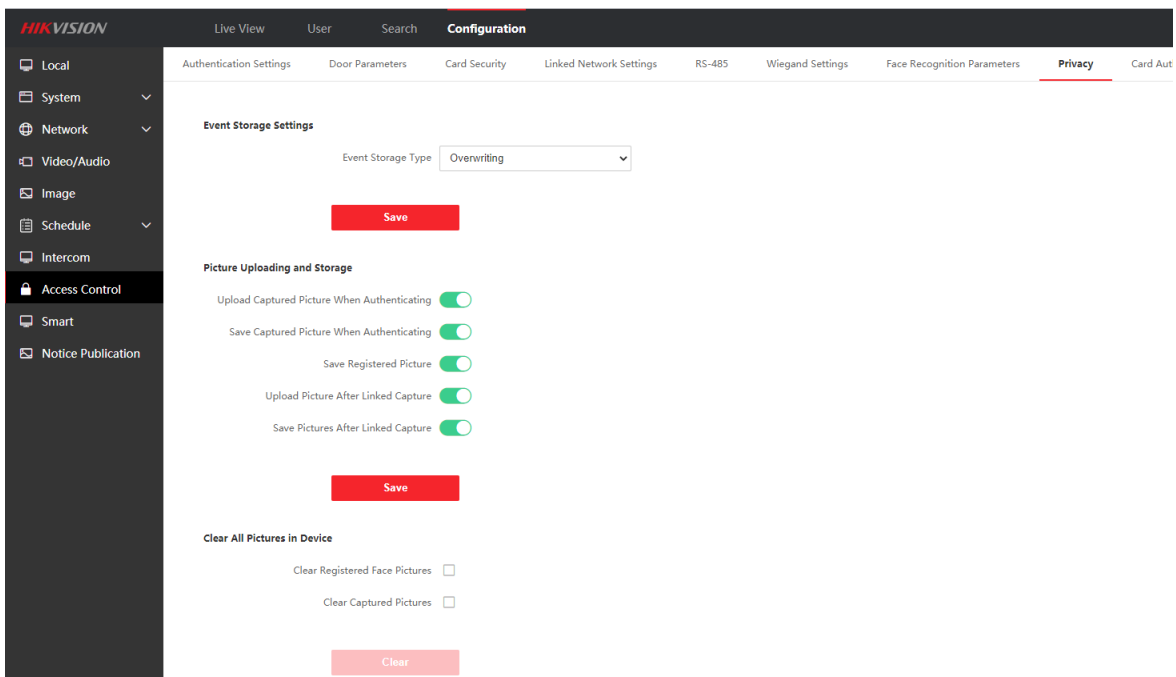 HIKVISION Live View User Search Configuration
Local
System
Network
Video/Audio
Image
Schedule
Intercom
Access Control
Smart
Notice Publication
Authentication Settings Door Parameters Card Security Linked Network Settings RS-485 Wiegand Settings Face Recognition Parameters Privacy Card Aut
Event Storage Settings
Event Storage Type Overwriting
Save
Picture Uploading and Storage
Upload Captured Picture When Authenticating
Save Captured Picture When Authenticating
Save Registered Picture
Upload Picture After Linked Capture
Save Pictures After Linked Capture
Save
Clear All Pictures in Device
Clear Registered Face Pictures
Clear Captured Pictures
Clear